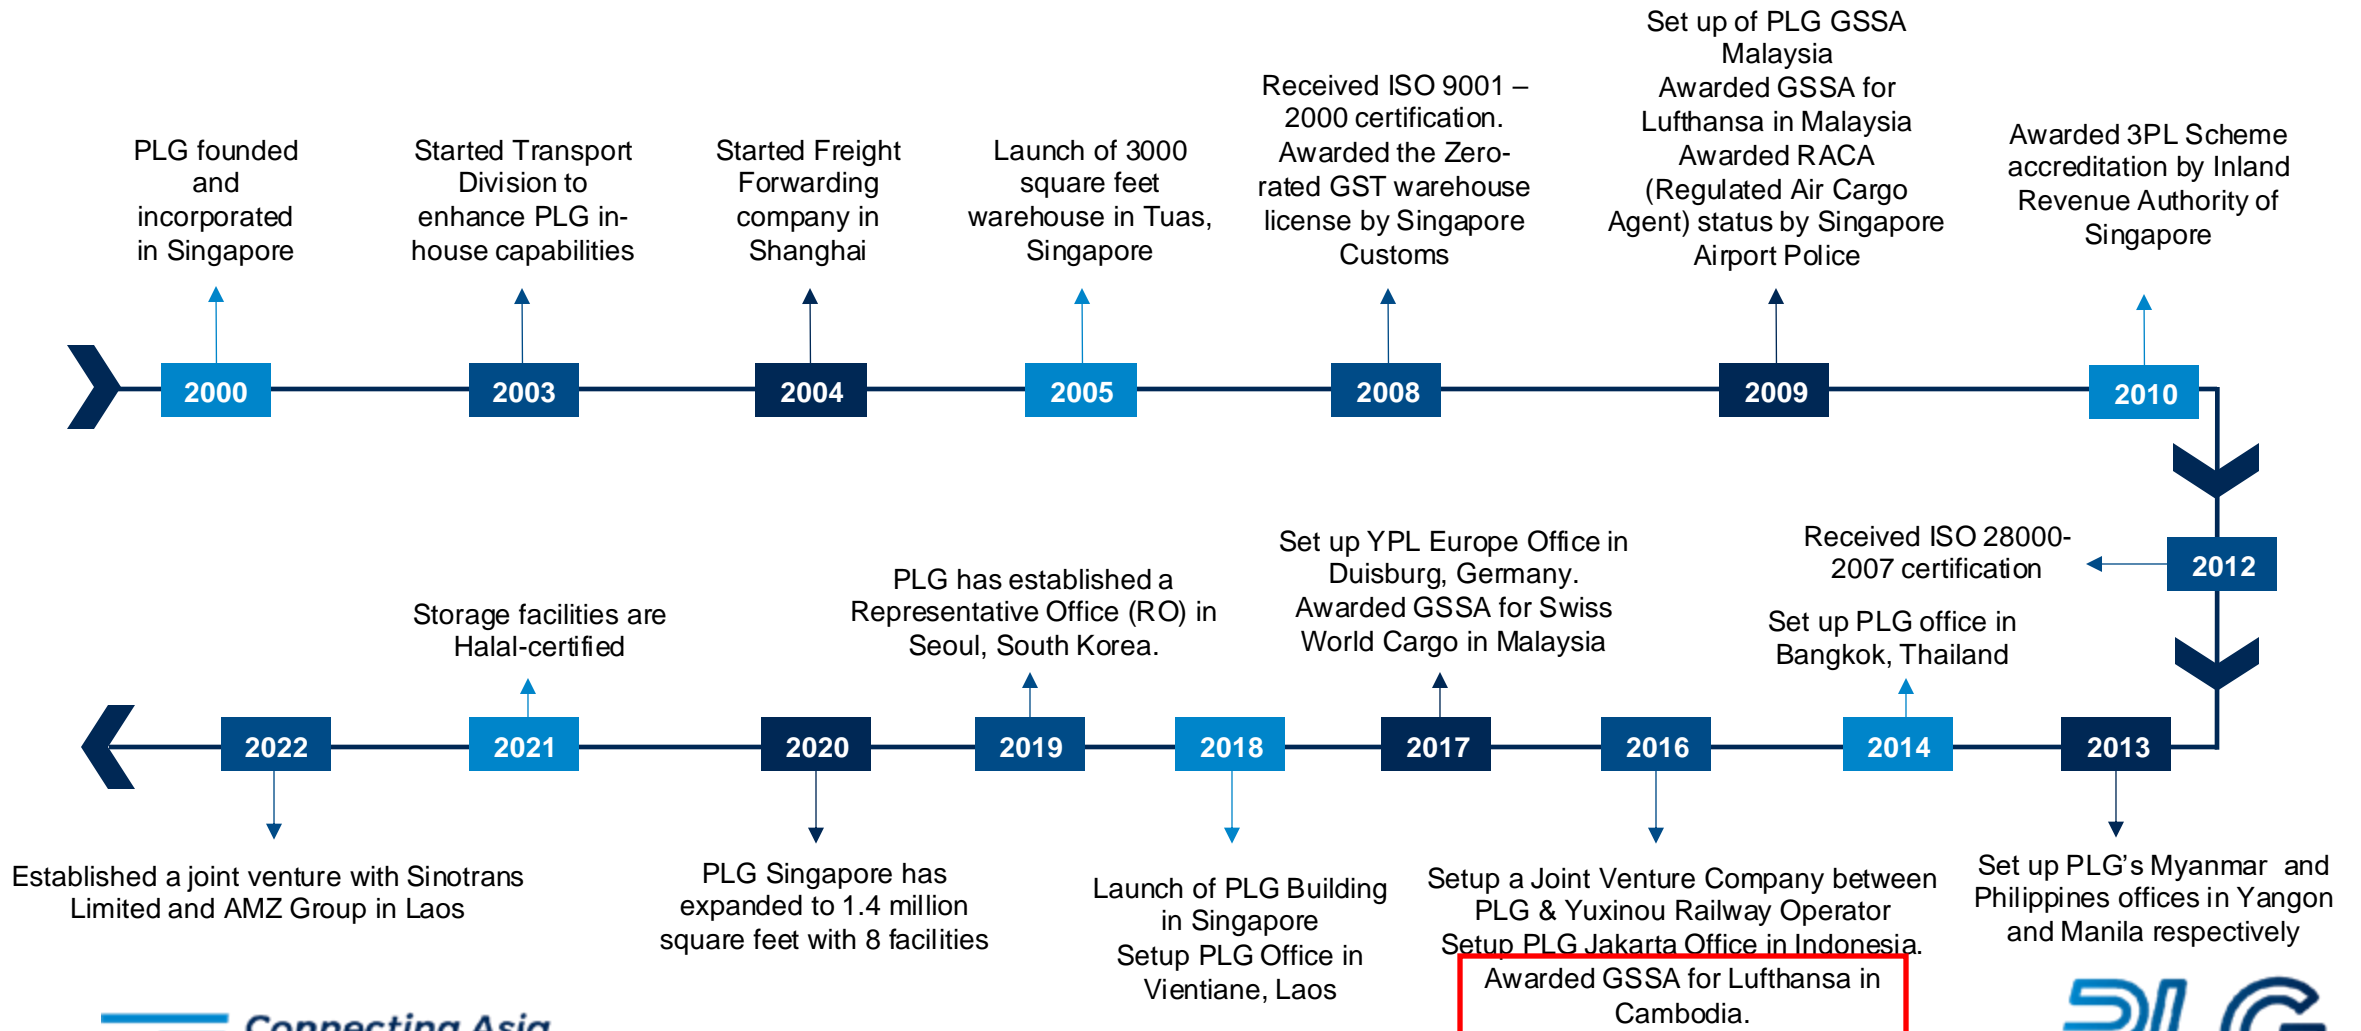 PLG founded
and
incorporated
in Singapore
Started Transport
Division to
enhance PLG in-
house capabilities
Started Freight
Forwarding
company in
Shanghai
Launch of 3000
square feet
warehouse in Tuas,
Singapore
Received ISO 9001 –
2000 certification.
Awarded the Zero-
rated GST warehouse
license by Singapore
Customs
Set up of PLG GSSA
Malaysia
Awarded GSSA for
Lufthansa in Malaysia
Awarded RACA
(Regulated Air Cargo
Agent) status by Singapore
Airport Police
Awarded 3PL Scheme
accreditation by Inland
Revenue Authority of
Singapore
2000
2003
2004
2005
2008
2009
2010
Received ISO 28000-
2007 certification
2012
Storage facilities are
Halal-certified
PLG has established a
Representative Office (RO) in
Seoul, South Korea.
Set up YPL Europe Office in
Duisburg, Germany.
Awarded GSSA for Swiss
World Cargo in Malaysia
Set up PLG office in
Bangkok, Thailand
2022
2021
2020
2019
2018
2017
2016
2014
2013
Established a joint venture with Sinotrans
Limited and AMZ Group in Laos
PLG Singapore has
expanded to 1.4 million
square feet with 8 facilities
Launch of PLG Building
in Singapore
Setup PLG Office in
Vientiane, Laos
Setup a Joint Venture Company between
PLG & Yuxinou Railway Operator
Setup PLG Jakarta Office in Indonesia.
Awarded GSSA for Lufthansa in
Cambodia.
Set up PLG’s Myanmar and
Philippines offices in Yangon
and Manila respectively
Connecting Asia
PLG